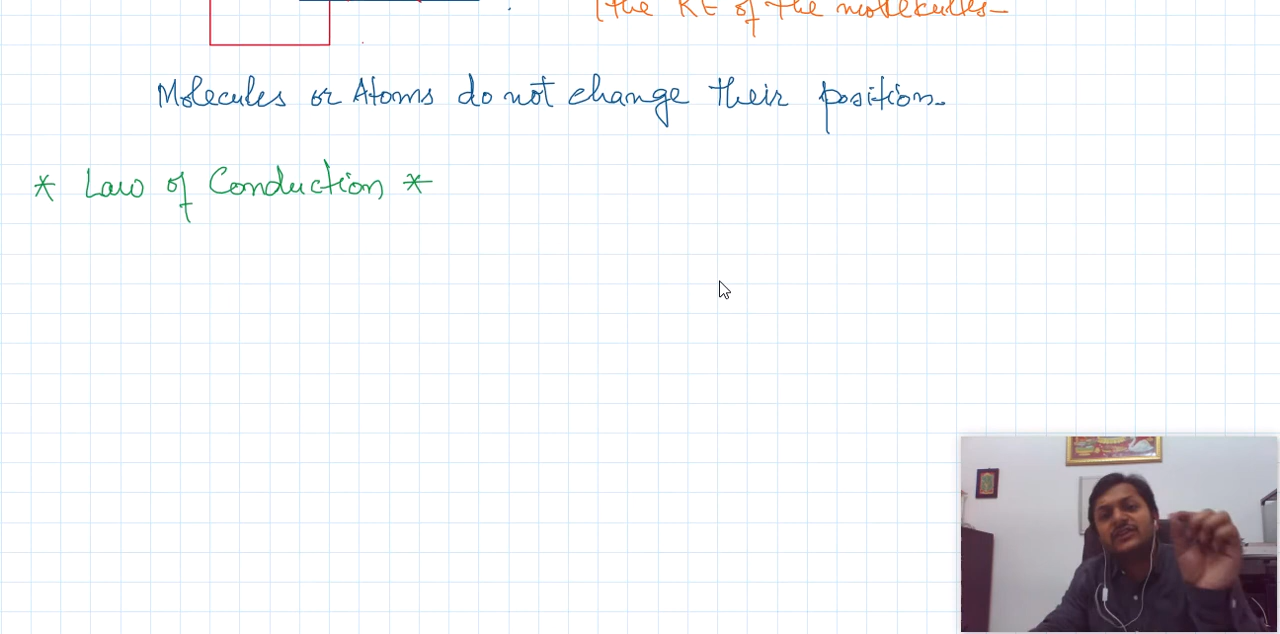 the KE of the molecules-
Molecules or Atoms do not change their position.
* Law of Conduction *